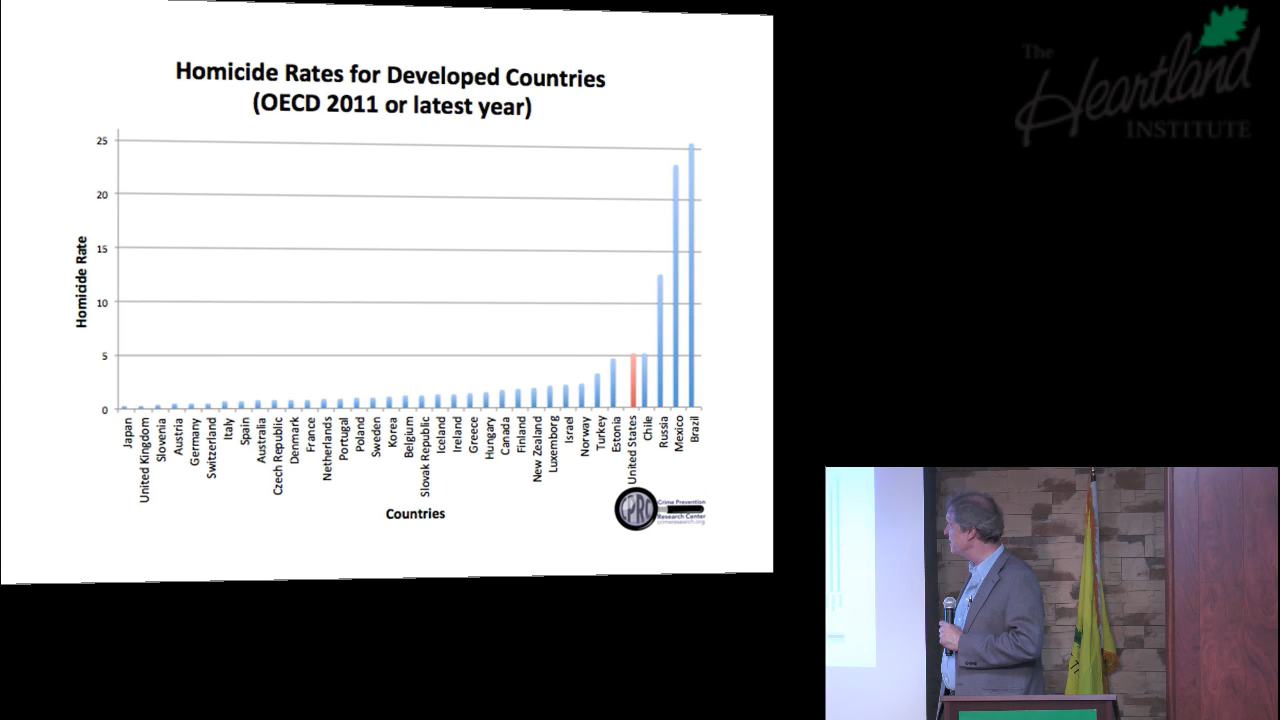 Homicide Rates for Developed Countries
(OECD 2011 or latest year)
25
20
15
10
5
0
Homicide Rate
Japan
United Kingdom
Slovenia
Austria
Germany
Switzerland
Italy
Spain
Australia
Czech Republic
Denmark
France
Netherlands
Portugal
Poland
Sweden
Korea
Belgium
Slovak Republic
Iceland
Ireland
Greece
Hungary
Canada
Finland
New Zealand
Luxemborg
Israel
Norway
Turkey
Estonia
United States
Chile
Russia
Mexico
Brazil
Countries
CPRC
Crime Prevention
Research Center
crimeresearch.org
The
Heartland
INSTITUTE